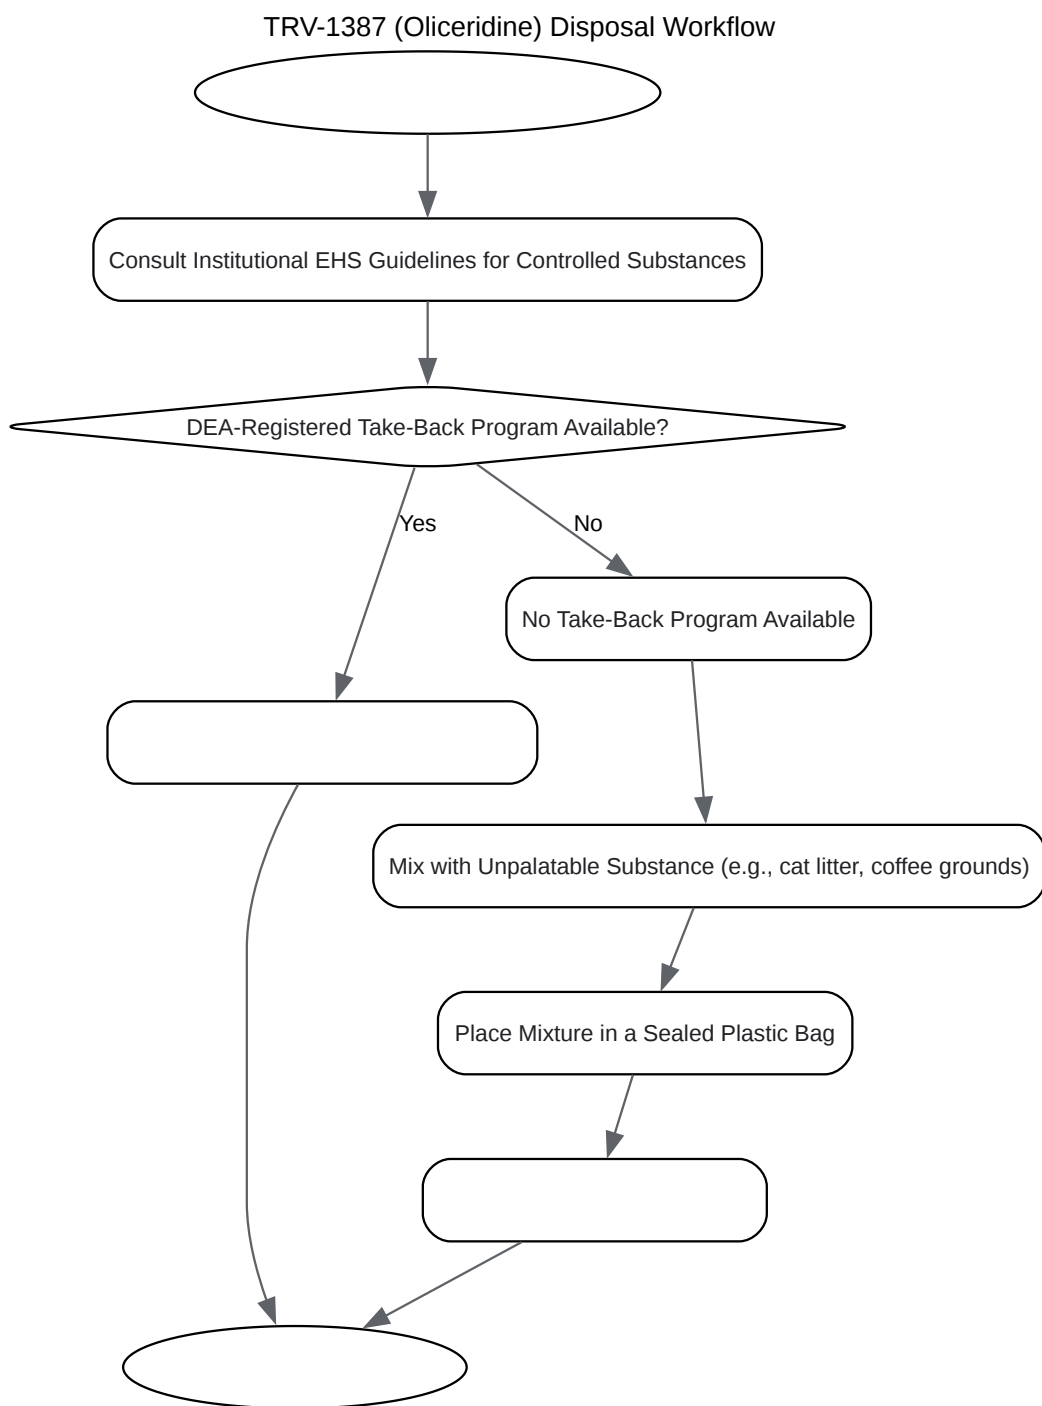 TRV-1387 (Oliceridine) Disposal Workflow
Consult Institutional EHS Guidelines for Controlled Substances
DEA-Registered Take-Back Program Available?
Yes
No
No Take-Back Program Available
Mix with Unpalatable Substance (e.g., cat litter, coffee grounds)
Place Mixture in a Sealed Plastic Bag